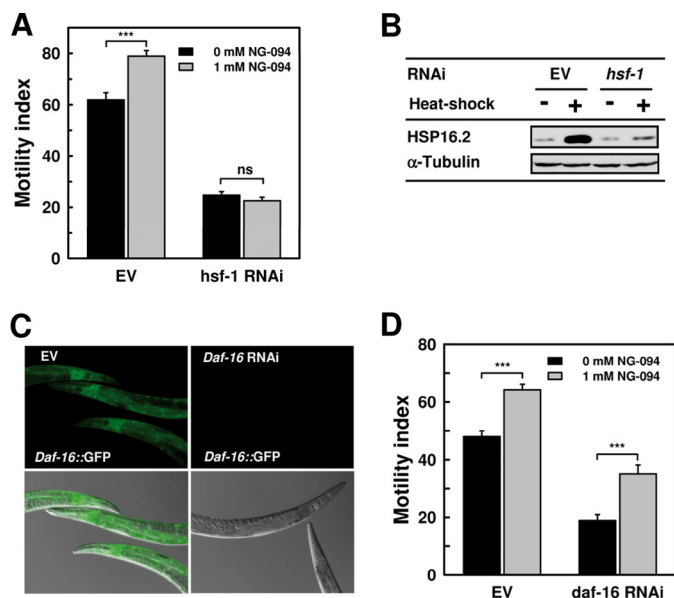 A
Motility index
80
60
40
20
0
***
0 mM NG-094
1 mM NG-094
ns
EV
hsf-1 RNAi
B
RNAi EV hsf-1
Heat-shock - + - +
HSP16.2
α-Tubulin
C
EV
Daf-16 RNAi
Daf-16::GFP
Daf-16::GFP
D
Motility index
80
60
40
20
0
***
0 mM NG-094
1 mM NG-094
***
EV
daf-16 RNAi